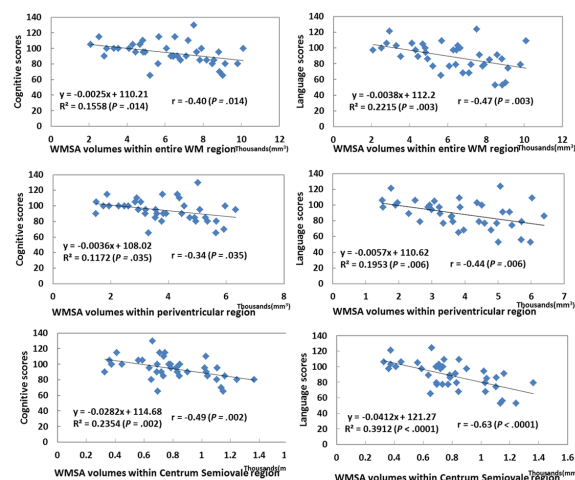 Cognitive scores
140
120
100
80
60
40
20
0
y = -0.0025x + 110.21
R² = 0.1558 (P = .014)
r = -0.40 (P = .014)
0 2 4 6 8 10 12
Thousands(mm³)
WMSA volumes within entire WM region
Language scores
140
120
100
80
60
40
20
0
y = -0.0038x + 112.2
R² = 0.2215 (P = .003)
r = -0.47 (P = .003)
0 2 4 6 8 10 12
Thousands(mm³)
WMSA volumes within entire WM region
Cognitive scores
140
120
100
80
60
40
20
0
y = -0.0036x + 108.02
R² = 0.1172 (P = .035)
r = -0.34 (P = .035)
0 2 4 6 8
Thousands(mm³)
WMSA volumes within periventricular region
Language scores
140
120
100
80
60
40
20
0
y = -0.0057x + 110.62
R² = 0.1953 (P = .006)
r = -0.44 (P = .006)
0 1 2 3 4 5 6 7
Thousands(mm³)
WMSA volumes within periventricular region
Cognitive scores
140
120
100
80
60
40
20
0
y = -0.0282x + 114.68
R² = 0.2354 (P = .002)
r = -0.49 (P = .002)
0 0.2 0.4 0.6 0.8 1 1.2 1.4 1.6
Thousands(mm
WMSA volumes within Centrum Semiovale region
Language scores
140
120
100
80
60
40
20
0
y = -0.0412x + 121.27
R² = 0.3912 (P < .0001)
r = -0.63 (P < .0001)
0 0.2 0.4 0.6 0.8 1 1.2 1.4 1.6
Thousands(mm³)
WMSA volumes within Centrum Semiovale region